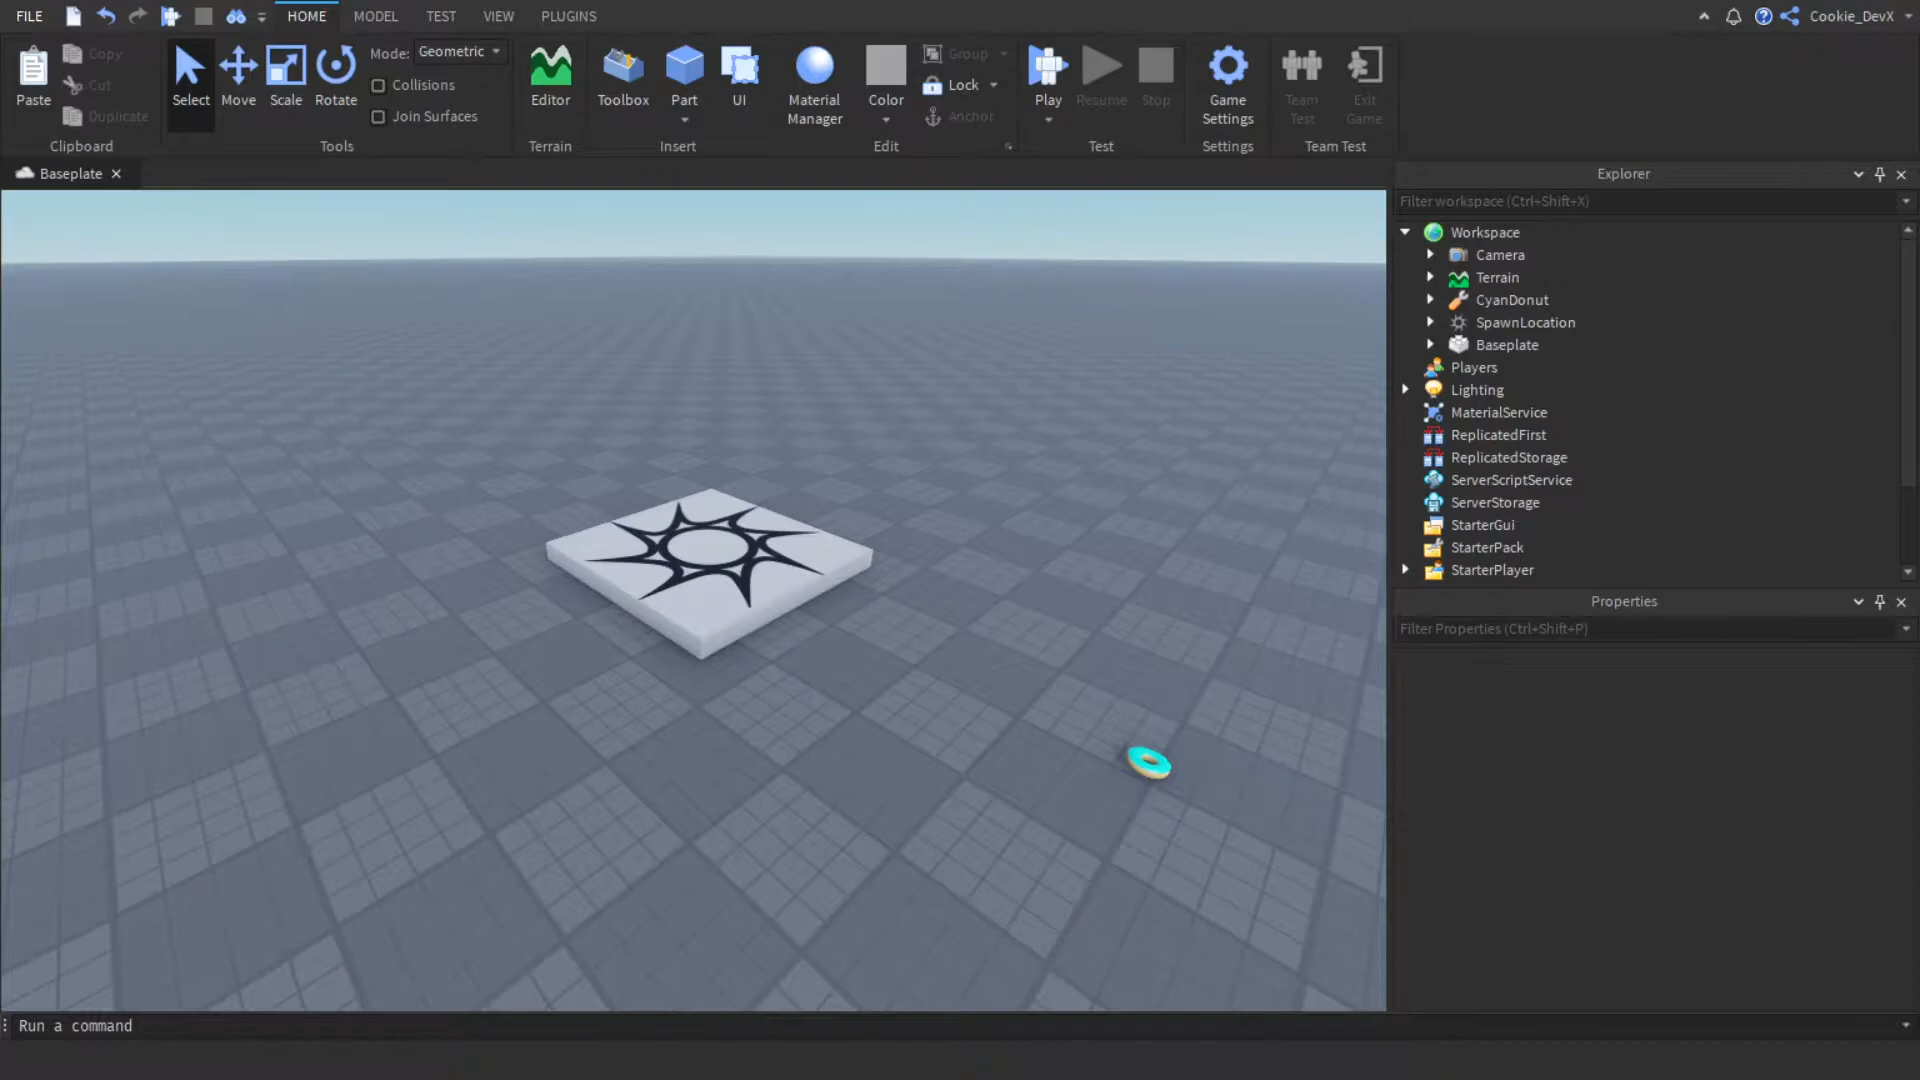 FILE HOME MODEL TEST VIEW PLUGINS Cookie_DevX
Paste Copy Cut Duplicate
Select Move Scale Rotate
Mode: Geometric
Collisions
Join Surfaces
Editor
Toolbox Part UI
Material Manager
Color
Group
Lock
Anchor
Play Resume Stop
Game Settings
Team Test
Exit Game
Clipboard Tools Terrain Insert Edit Test Settings Team Test
Baseplate
Explorer
Filter workspace (Ctrl+Shift+X)
Workspace
Camera
Terrain
CyanDonut
SpawnLocation
Baseplate
Players
Lighting
MaterialService
ReplicatedFirst
ReplicatedStorage
ServerScriptService
ServerStorage
StarterGui
StarterPack
StarterPlayer
Properties
Filter Properties (Ctrl+Shift+P)
Run a command